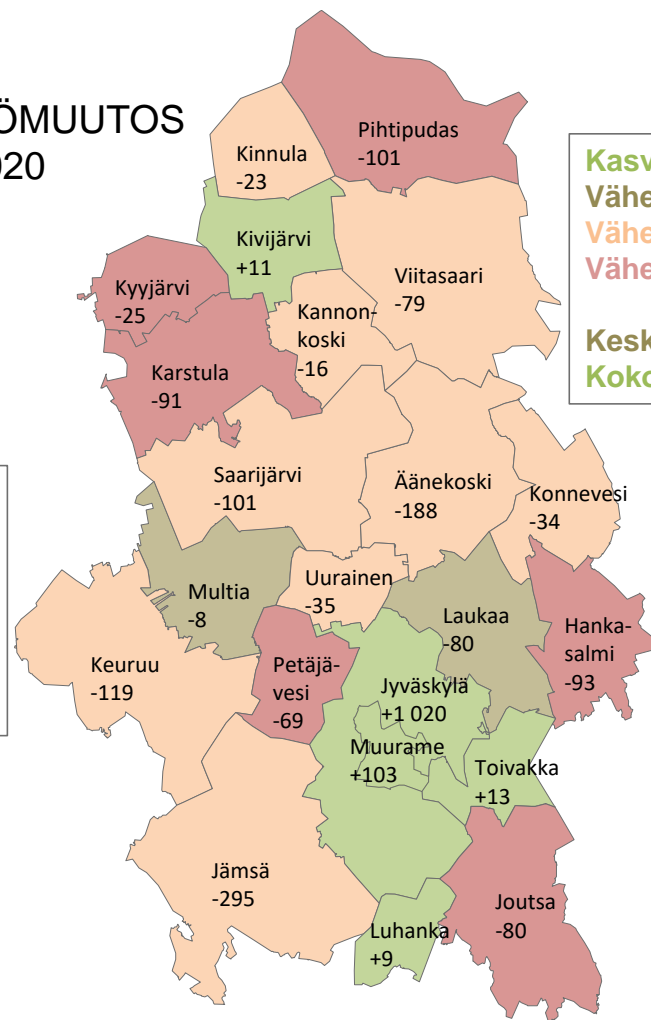 ÖMUUTOS
020
Pihtipudas
-101
Kinnula
-23
Kasv
Vähe
Vähe
Vähe
Kesk
Koko
Kivijärvi
+11
Viitasaari
-79
Kyyjärvi
-25
Kannon-
koski
-16
Karstula
-91
Saarijärvi
-101
Äänekoski
-188
Konnevesi
-34
Multia
-8
Uurainen
-35
Laukaa
-80
Hanka-
salmi
-93
Keuruu
-119
Petäjä-
vesi
-69
Jyväskylä
+1 020
Muurame
+103
Toivakka
+13
Jämsä
-295
Luhanka
+9
Joutsa
-80